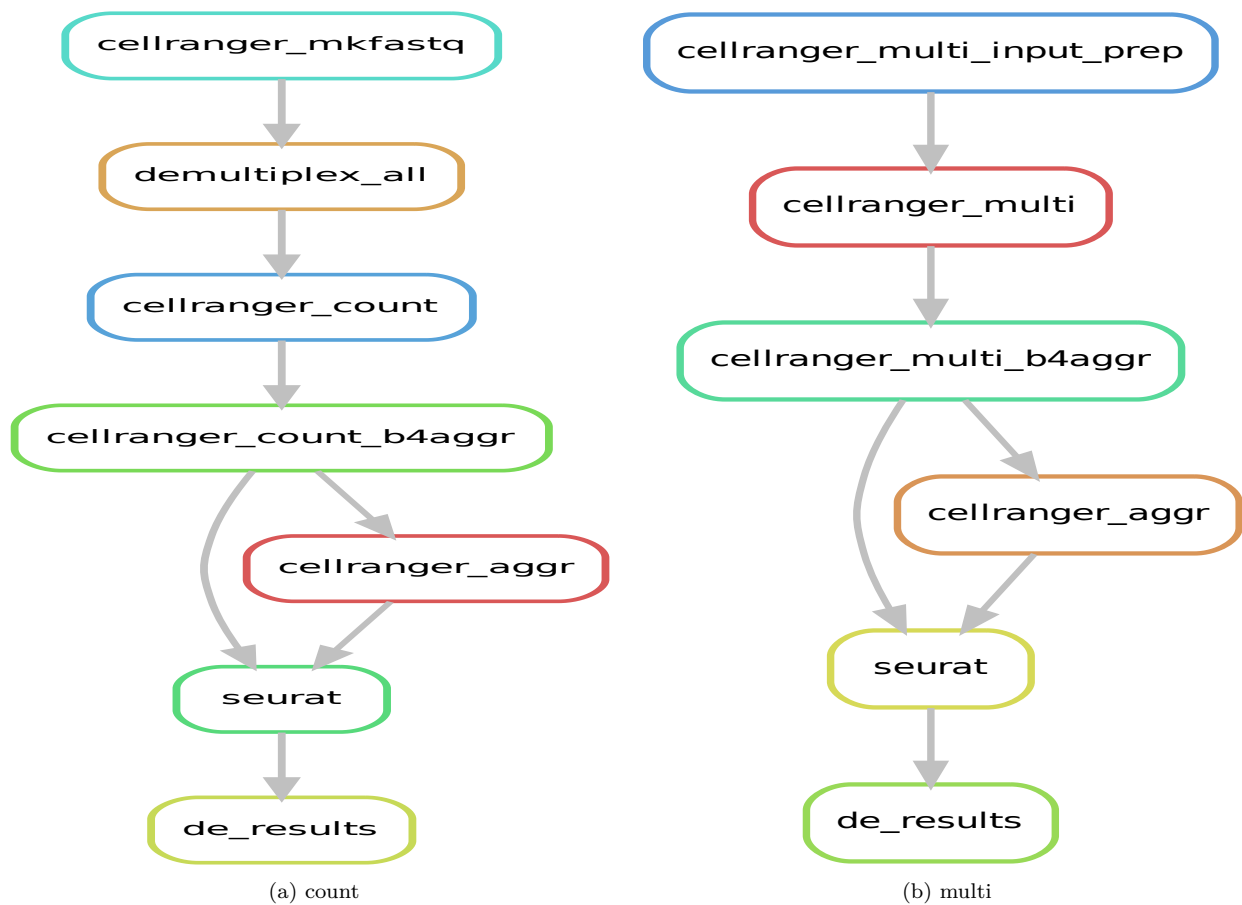 cellranger_mkfastq
demultiplex_all
cellranger_count
cellranger_count_b4aggr
cellranger_aggr
seurat
de_results
(a) count
cellranger_multi_input_prep
cellranger_multi
cellranger_multi_b4aggr
cellranger_aggr
seurat
de_results
(b) multi